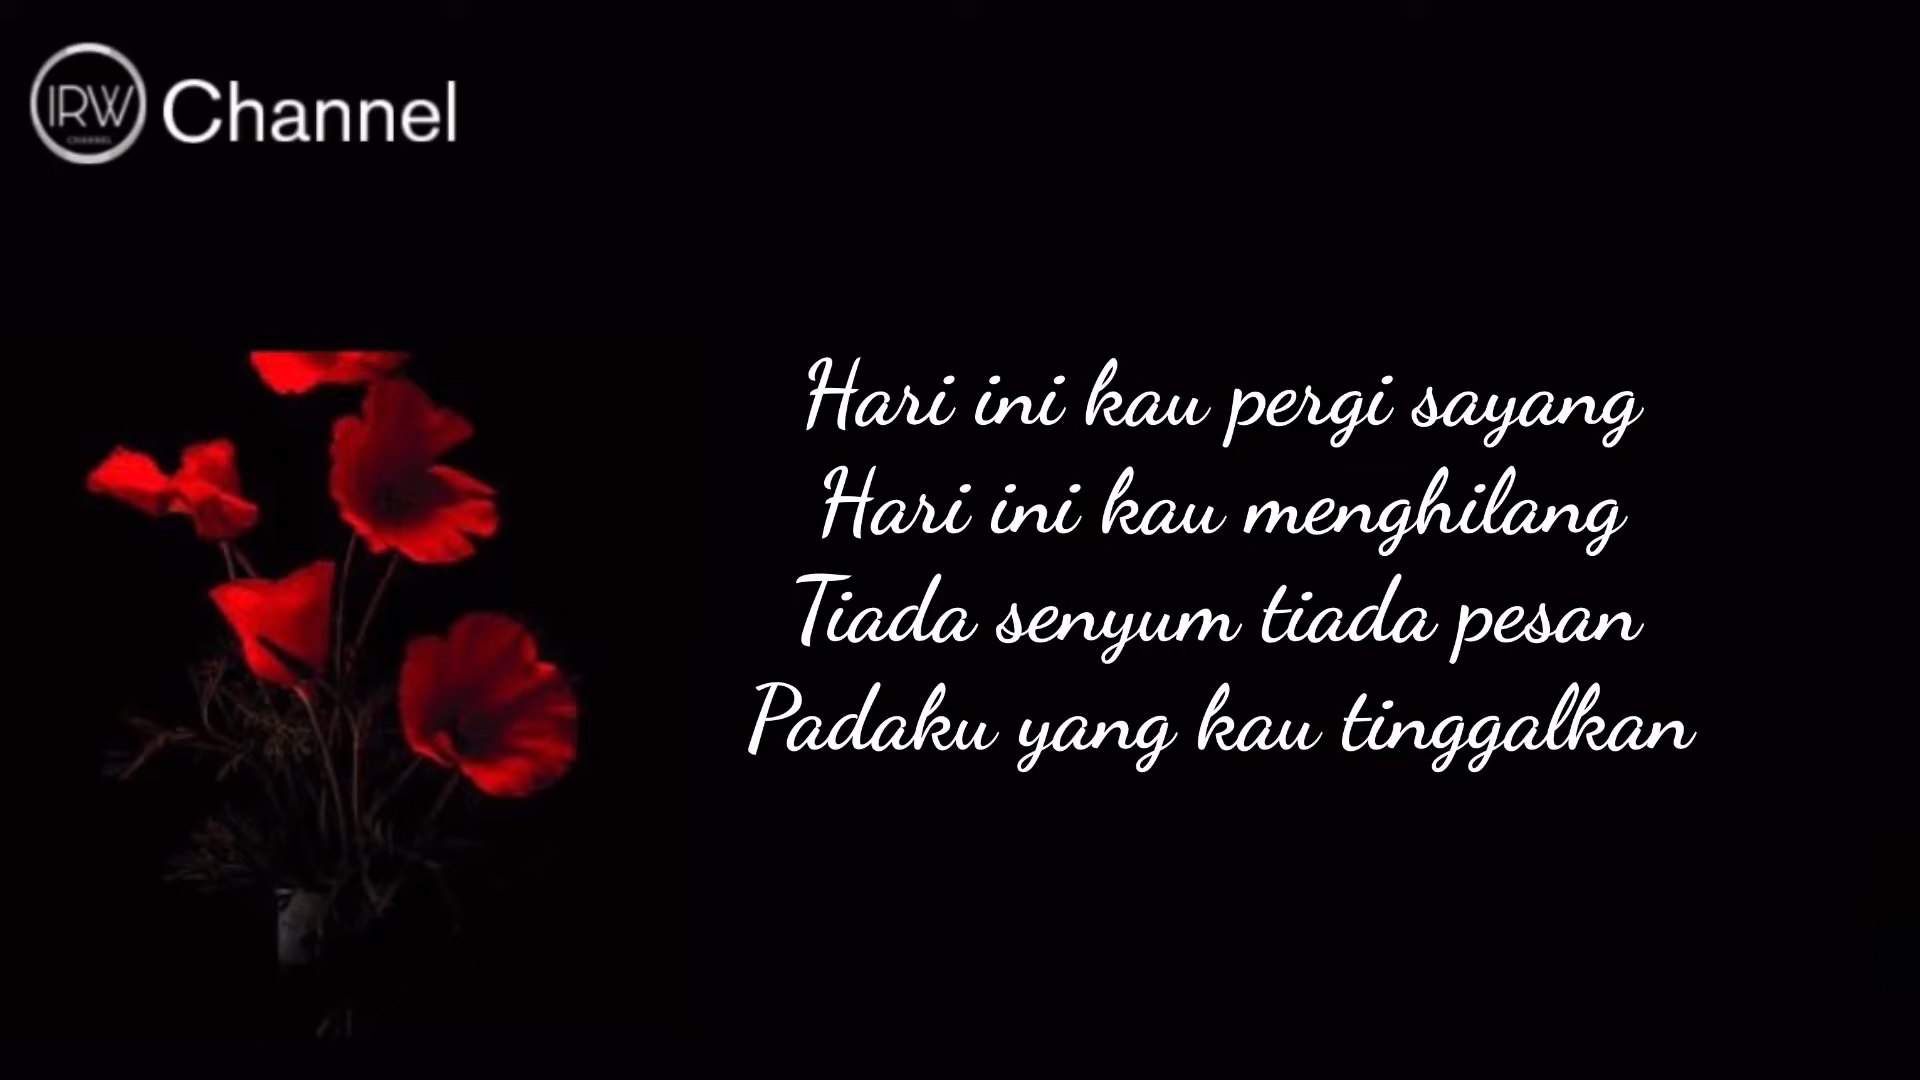 IRW
CHANNEL
Channel
Hari ini kau pergi sayang
Hari ini kau menghilang
Tiada senyum tiada pesan
Padaku yang kau tinggalkan